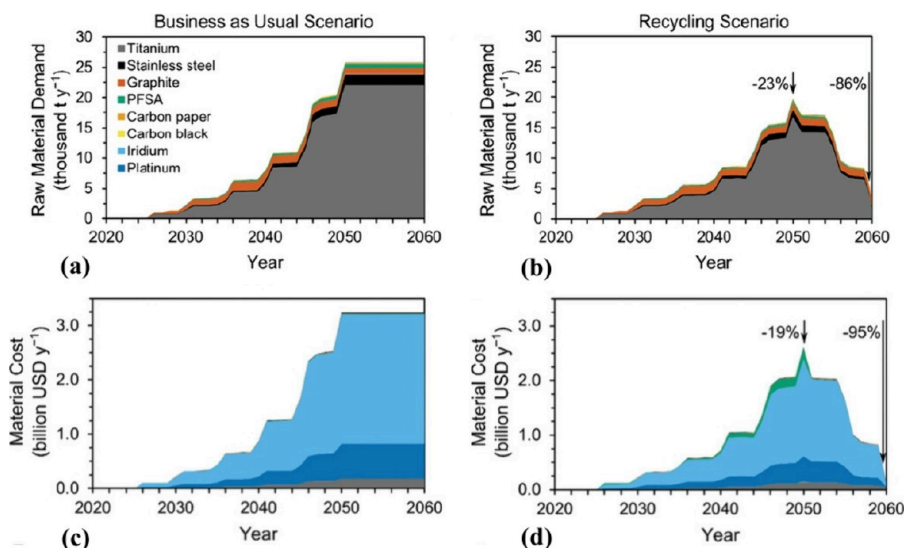 Business as Usual Scenario
Raw Material Demand
(thousand t y⁻¹)
30
25
20
15
10
5
0
Titanium
Stainless steel
Graphite
PFSA
Carbon paper
Carbon black
Iridium
Platinum
2020 2030 2040 2050 2060
(a)
Year
Recycling Scenario
Raw Material Demand
(thousand t y⁻¹)
30
25
20
15
10
5
0
-23%
-86%
2020 2030 2040 2050 2060
(b)
Year
Material Cost
(billion USD y⁻¹)
3.0
2.0
1.0
0.0
2020 2030 2040 2050 2060
(c)
Year
Material Cost
(billion USD y⁻¹)
3.0
2.0
1.0
0.0
-19%
-95%
2020 2030 2040 2050 2060
(d)
Year